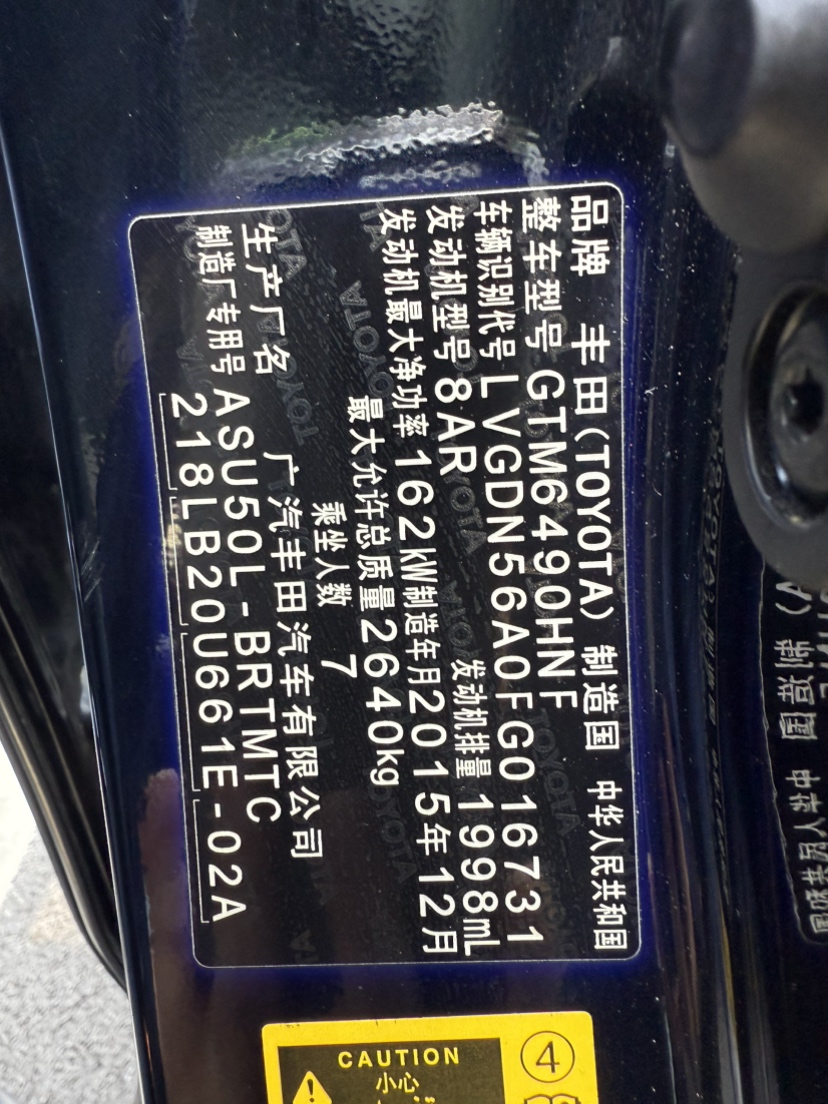 品牌 丰田(TOYOTA) 制造国 中华人民共和国
整车型号 GTM6490HNF
车辆识别代号 LVGDN56A0FG016731
发动机型号 8AR 发动机排量 1998mL
发动机最大净功率 162kW 制造年月 2015年12月
最大允许总质量 2640kg
乘坐人数 7
生产厂名 广汽丰田汽车有限公司
制造厂专用号 ASU50L-BRTMTC
218LB20U661E-02A
CAUTION
小心
4